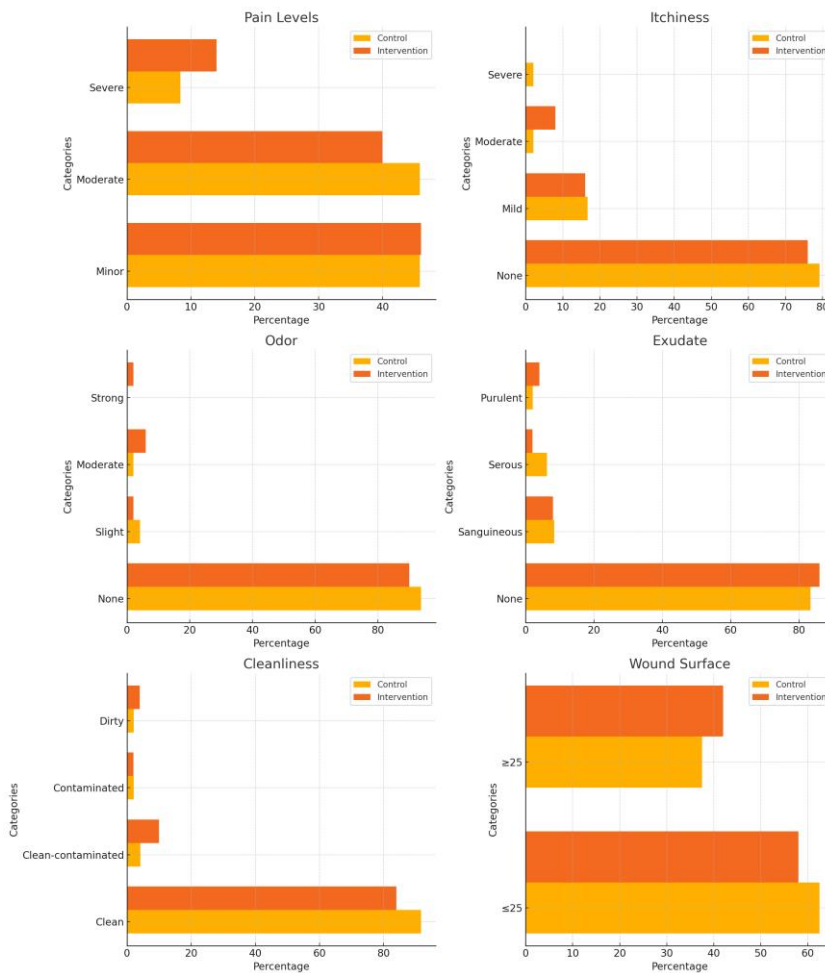 Pain Levels
Control
Intervention
Severe
Moderate
Minor
Categories
0 10 20 30 40
Percentage
Itchiness
Control
Intervention
Severe
Moderate
Mild
None
Categories
0 10 20 30 40 50 60 70 80
Percentage
Odor
Control
Intervention
Strong
Moderate
Slight
None
Categories
0 20 40 60 80
Percentage
Exudate
Control
Intervention
Purulent
Serous
Sanguineous
None
Categories
0 20 40 60 80
Percentage
Cleanliness
Control
Intervention
Dirty
Contaminated
Clean-contaminated
Clean
Categories
0 20 40 60 80
Percentage
Wound Surface
Control
Intervention
≥25
≤25
Categories
0 10 20 30 40 50 60
Percentage